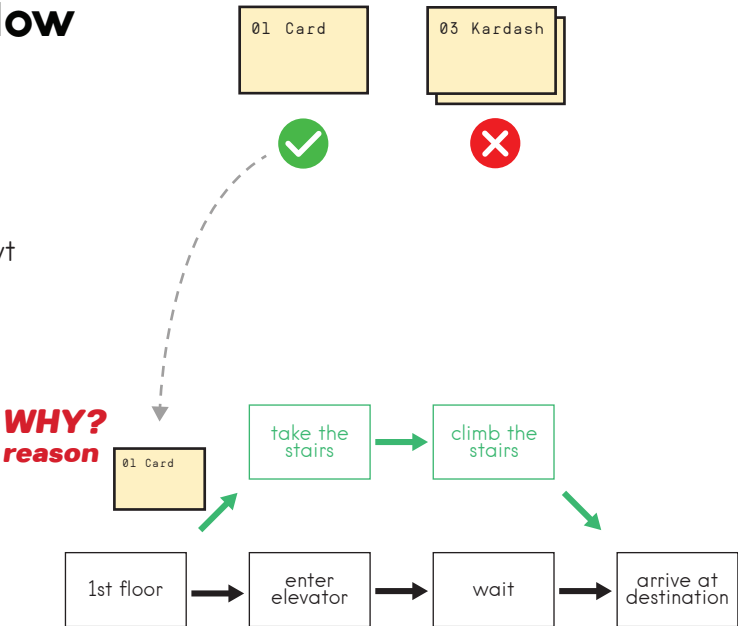 low
01 Card
03 Kardash
WHY?
reason
01 Card
take the
stairs
climb the
stairs
1st floor
enter
elevator
wait
arrive at
destination